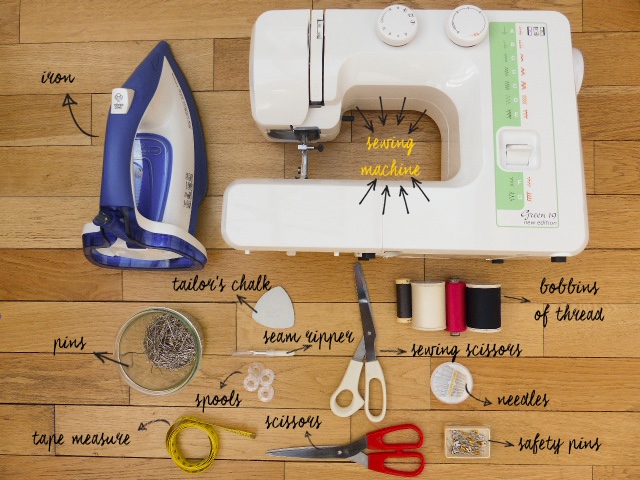 iron
sewing
machine
Green 19
new edition
tailor's chalk
bobbins
of thread
seam ripper
pins
sewing scissors
spools
needles
scissors
tape measure
safety pins